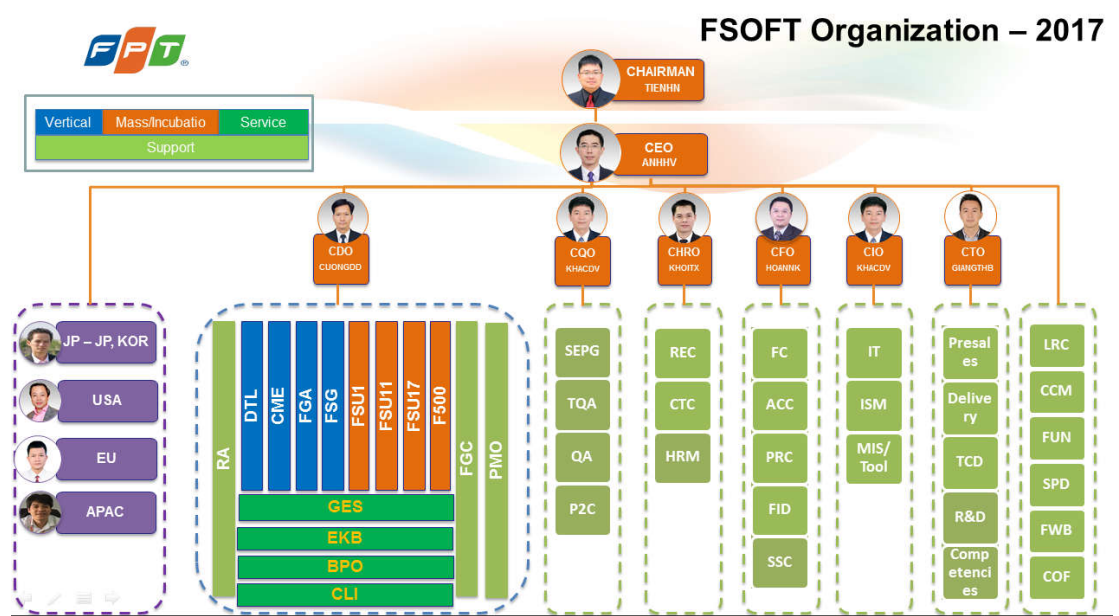 FSOFT Organization – 2017
FPT
®
CHAIRMAN
TIENHN
Vertical
Mass/Incubatio
Service
Support
CEO
ANHHV
CDO
CUONGDD
CQO
KHACDV
CHRO
KHOITX
CFO
HOANNK
CIO
KHACDV
CTO
GIANGTHB
JP – JP, KOR
USA
EU
APAC
RA
DTL
CME
FGA
FSG
FSU1
FSU11
FSU17
F500
FGC
PMO
GES
EKB
BPO
CLI
SEPG
TQA
QA
P2C
REC
CTC
HRM
FC
ACC
PRC
FID
SSC
IT
ISM
MIS/
Tool
Presal
es
Delive
ry
TCD
R&D
Comp
etenci
es
LRC
CCM
FUN
SPD
FWB
COF